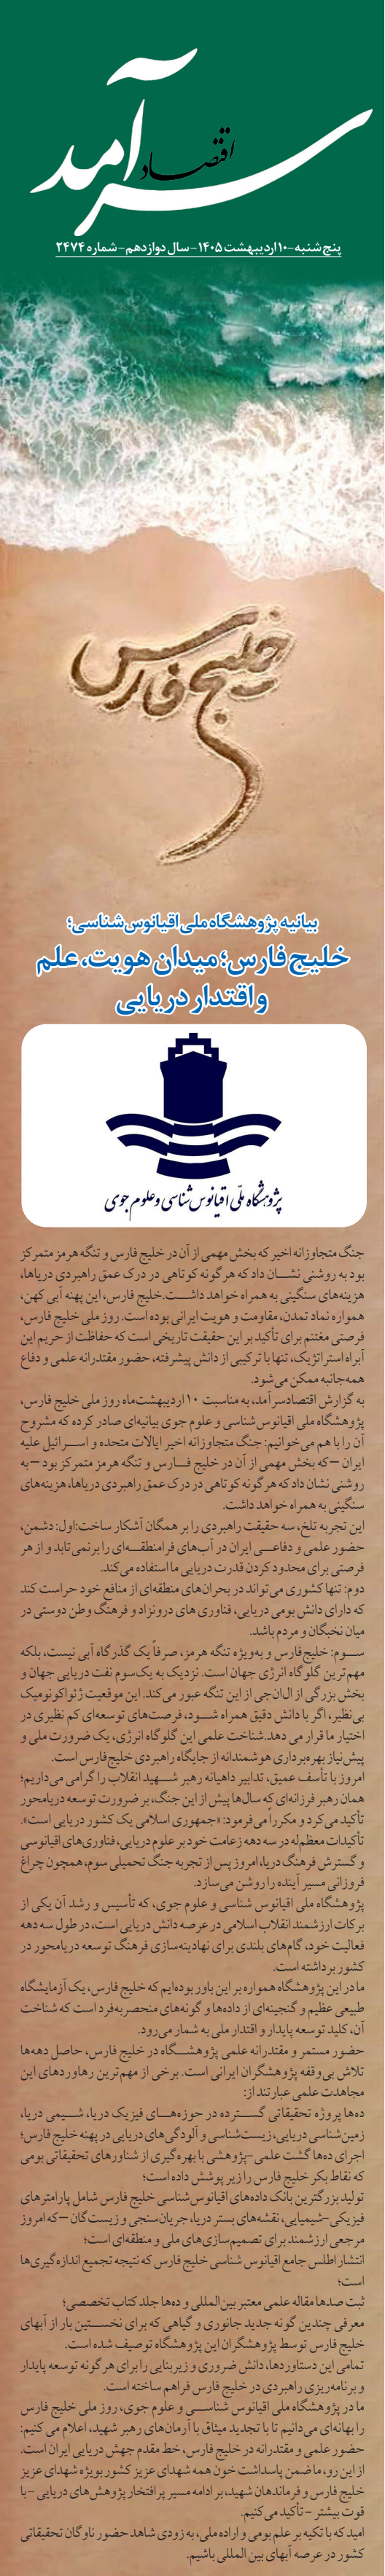 اقتصاد
سرآمد
پنج شنبه-۱۰ اردیبهشت ۱۴۰۵- سال دوازدهم- شماره ۲۴۷۴
خلیج فارس
بیانیه پژوهشگاه ملی اقیانوس شناسی؛
خلیج فارس؛ میدان هویت، علم
و اقتدار دریایی
پژوهشگاه ملّی اقیانوس شناسی و علوم جوی
جنگ متجاوزانه اخیر که بخش مهمی از آن در خلیج فارس و تنگه هرمز متمرکز
بود به روشنی نشـــان داد که هر گونه کوتاهی در درک عمق راهبردی دریاها،
هزینه‌های سنگینی به همراه خواهد داشـــت.خلیج فارس، این پهنه آبی کهن،
همواره نماد تمدن، مقاومت و هویت ایرانی بوده است. روز ملی خلیج فارس،
فرصتی مغتنم برای تأکید بر این حقیقت تاریخی است که حفاظت از حریم این
آبراه استراتژیک، تنها با ترکیبی از دانش پیشرفته، حضور مقتدرانه علمی و دفاع
همه‌جانبه ممکن می‌شود.
به گزارش اقتصادسرآمد، به مناسبت ۱۰ اردیبهشت‌ماه روز ملی خلیج فارس،
پژوهشگاه ملی اقیانوس‌شناسی و علوم جوی بیانیه‌ای صادر کرده که مشروح
آن را با هم می‌خوانیم: جنگ متجاوزانه اخیر ایالات متحده و اســـرائیل علیه
ایران –که بخش مهمی از آن در خلیج فـــارس و تنگه هرمز متمرکز بود – به
روشنی نشان داد که هر گونه کوتاهی در درک عمق راهبردی دریاها، هزینه‌های
سنگینی به همراه خواهد داشت.
این تجربه تلخ، سه حقیقت راهبردی را بر همگان آشکار ساخت:اول: دشمن،
حضور علمی و دفاعـــی ایران در آب‌های فرامنطقـــه‌ای را برنمی‌تابد و از هر
فرصتی برای محدود کردن قدرت دریایی ما استفاده می‌کند.
دوم: تنها کشوری می‌تواند در بحران‌های منطقه‌ای از منافع خود حراست کند
که دارای دانش بومی دریایی، فناوری های درونزاد و فرهنگ وطن دوستی در
میان نخبگان و مردم باشد.
ســـوم: خلیج فارس و به‌ویژه تنگه هرمز، صرفاً یک گذرگاه آبی نیست، بلکه
مهم‌ترین گلوگاه انرژی جهان است. نزدیک به یک‌سوم نفت دریایی جهان و
بخش بزرگی از ال‌ان‌جی از این تنگه عبور می‌کند. این موقعیت ژئواکونومیک
بی‌نظیر، اگر با دانش دقیق همراه شـــود، فرصت‌های توسعه‌ای کم نظیری در
اختیار ما قرار می دهد.شناخت علمی این گلوگاه انرژی، یک ضرورت ملی و
پیش‌نیاز بهره‌برداری هوشمندانه از جایگاه راهبردی خلیج‌فارس است.
امروز با تأسف عمیق، تدابیر داهیانه رهبر شـــهید انقلاب را گرامی می‌داریم؛
همان رهبر فرزانه‌ای که سال‌ها پیش از این جنگ، بر ضرورت توسعه دریامحور
تأکید می‌کرد و مکرراً می‌فرمود: «جمهوری اسلامی یک کشور دریایی است».
تأکیدات معظم‌له در سه دهه زعامت خود بر علوم دریایی، فناوری‌های اقیانوسی
و گسترش فرهنگ دریا، امروز پس از تجربه جنگ تحمیلی سوم، همچون چراغ
فروزانی مسیر آینده را روشن می‌سازد.
پژوهشگاه ملی اقیانوس شناسی و علوم جوی، که تأسیس و رشد آن یکی از
برکات ارزشمند انقلاب اسلامی در عرصه دانش دریایی است، در طول سه دهه
فعالیت خود، گام‌های بلندی برای نهادینه‌سازی فرهنگ توسعه دریامحور در
کشور برداشته است.
ما در این پژوهشگاه همواره بر این باور بوده‌ایم که خلیج فارس، یک آزمایشگاه
طبیعی عظیم و گنجینه‌ای از داده‌ها و گونه‌های منحصربه‌فرد است که شناخت
آن، کلید توسعه پایدار و اقتدار ملی به شمار می‌رود.
حضور مستمر و مقتدرانه علمی پژوهشـــگاه در خلیج فارس، حاصل دهه‌ها
تلاش بی‌وقفه پژوهشگران ایرانی است. برخی از مهم‌ترین رهاوردهای این
مجاهدت علمی عبارتند از:
ده‌ها پروژه تحقیقاتی گســـترده در حوزه‌هـــای فیزیک دریا، شـــیمی دریا،
زمین‌شناسی دریایی، زیست‌شناسی و آلودگی‌های دریایی در پهنه خلیج فارس؛
اجرای ده‌ها گشت علمی-پژوهشی با بهره‌گیری از شناورهای تحقیقاتی بومی
که نقاط بکر خلیج فارس را زیر پوشش داده است؛
تولید بزرگترین بانک داده‌های اقیانوس‌شناسی خلیج فارس شامل پارامترهای
فیزیکی-شیمیایی، نقشه‌های بستر دریا، جریان‌سنجی و زیست‌گان –که امروز
مرجعی ارزشمند برای تصمیم‌سازی‌های ملی و منطقه‌ای است؛
انتشار اطلس جامع اقیانوس شناسی خلیج فارس که نتیجه تجمیع اندازه‌گیری‌ها
است؛
ثبت صدها مقاله علمی معتبر بین‌المللی و ده‌ها جلد کتاب تخصصی؛
معرفی چندین گونه جدید جانوری و گیاهی که برای نخســـتین بار از آبهای
خلیج فارس توسط پژوهشگران این پژوهشگاه توصیف شده است.
تمامی این دستاوردها، دانش ضروری و زیربنایی را برای هر گونه توسعه پایدار
و برنامه‌ریزی راهبردی در خلیج فارس فراهم ساخته است.
ما در پژوهشگاه ملی اقیانوس شناســـی و علوم جوی، روز ملی خلیج فارس
را بهانه‌ای می‌دانیم تا با تجدید میثاق با آرمان‌های رهبر شهید، اعلام می کنیم:
حضور علمی و مقتدرانه در خلیج فارس، خط مقدم جهش دریایی ایران است.
از این رو، ما ضمن پاسداشت خون همه شهدای عزیز کشور بویژه شهدای عزیز
خلیج فارس و فرماندهان شهید، بر ادامه مسیر پر افتخار پژوهش‌های دریایی -با
قوت بیشتر – تأکید می‌کنیم.
امید که با تکیه بر علم بومی و اراده ملی، به زودی شاهد حضور ناوگان تحقیقاتی
کشور در عرصه آبهای بین المللی باشیم.